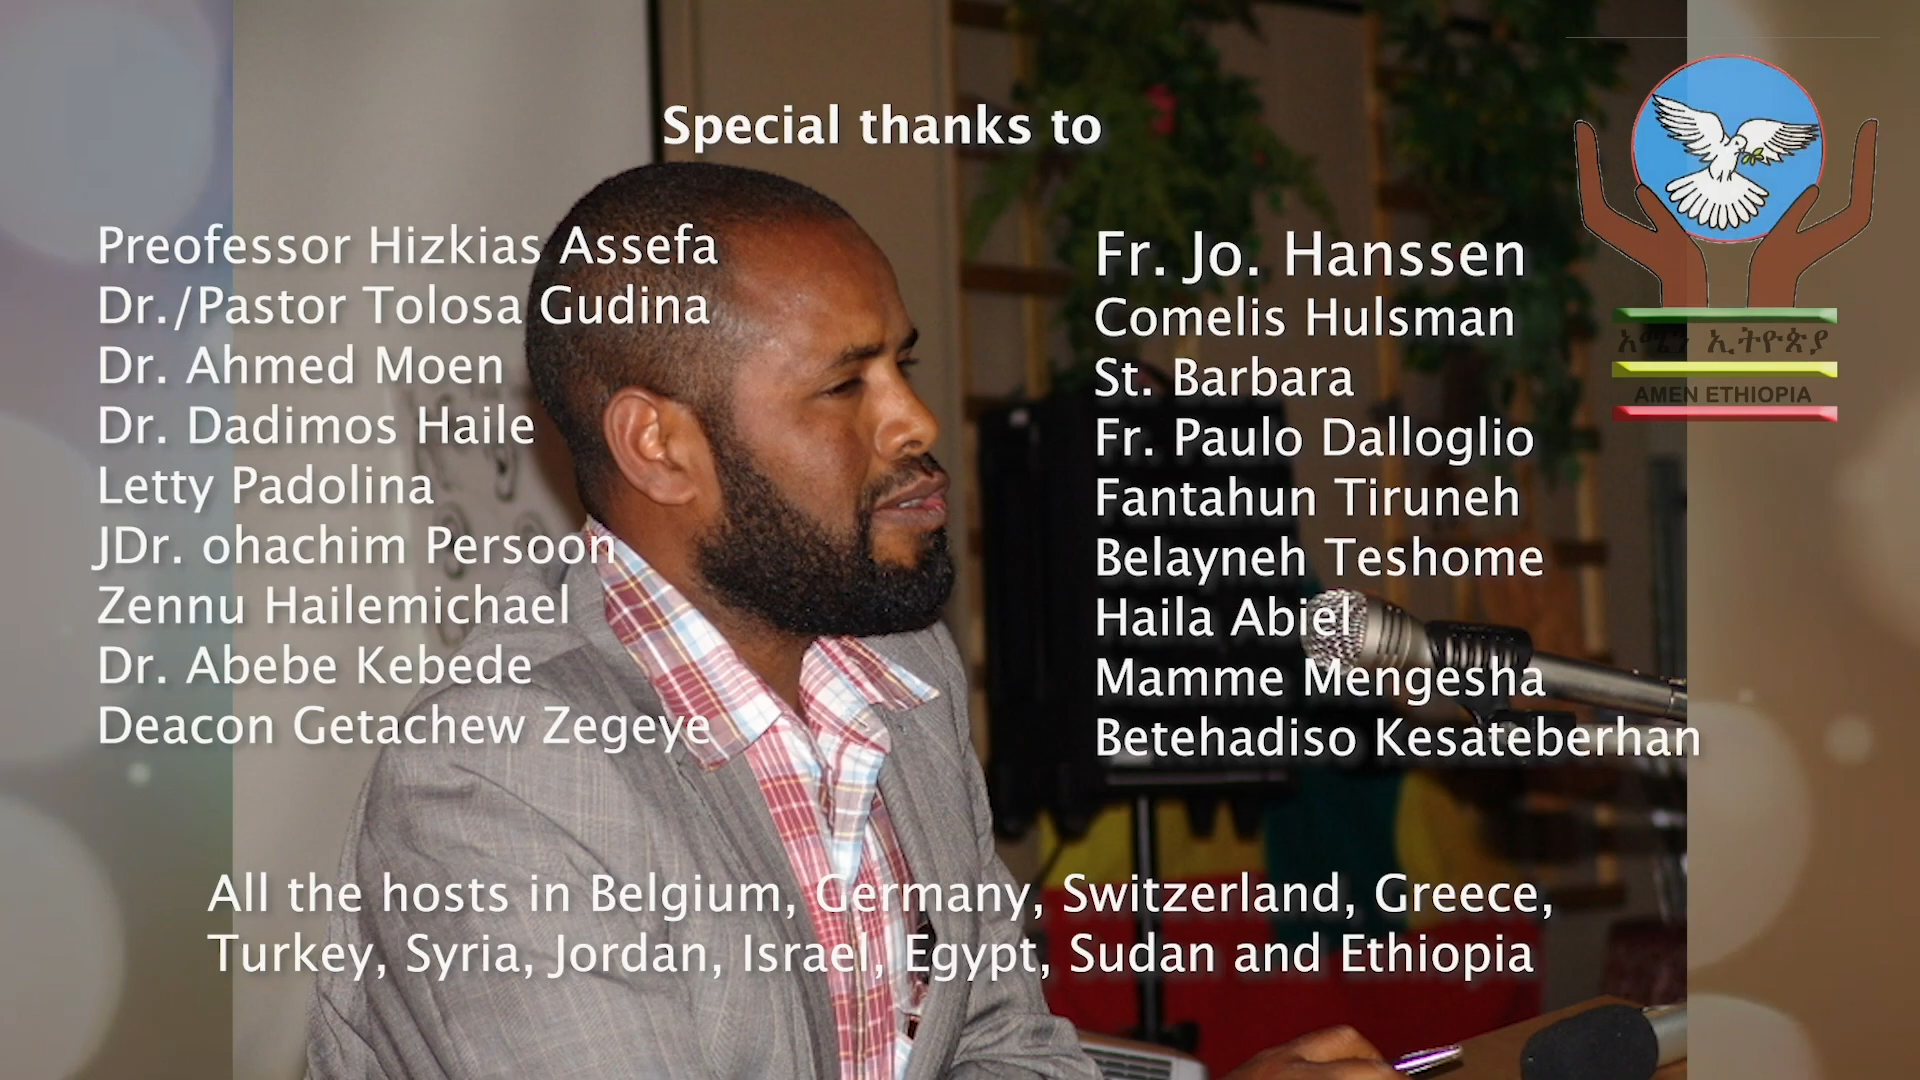 Special thanks to
Preofessor Hizkias Assefa
Dr./Pastor Tolosa Gudina
Dr. Ahmed Moen
Dr. Dadimos Haile
Letty Padolina
JDr. ohachim Persoon
Zennu Hailemichael
Dr. Abebe Kebede
Deacon Getachew Zegeye
Fr. Jo. Hanssen
Comelis Hulsman
St. Barbara
Fr. Paulo Dalloglio
Fantahun Tiruneh
Belayneh Teshome
Haila Abiel
Mamme Mengesha
Betehadiso Kesateberhan
All the hosts in Belgium, Germany, Switzerland, Greece,
Turkey, Syria, Jordan, Israel, Egypt, Sudan and Ethiopia
አሜን ኢትዮጵያ
AMEN ETHIOPIA